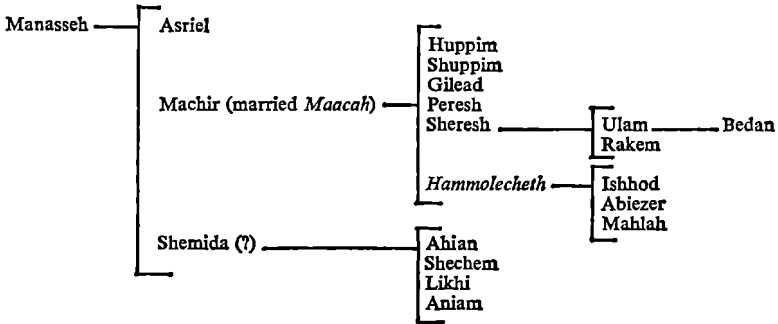 Manasseh
Asriel
Machir (married Maacah)
Huppim
Shuppim
Gilead
Peresh
Sheresh
Ulam
Rakem
Bedan
Hammolecheth
Ishhod
Abiezer
Mahlah
Shemida (?)
Ahian
Shechem
Likhi
Aniam